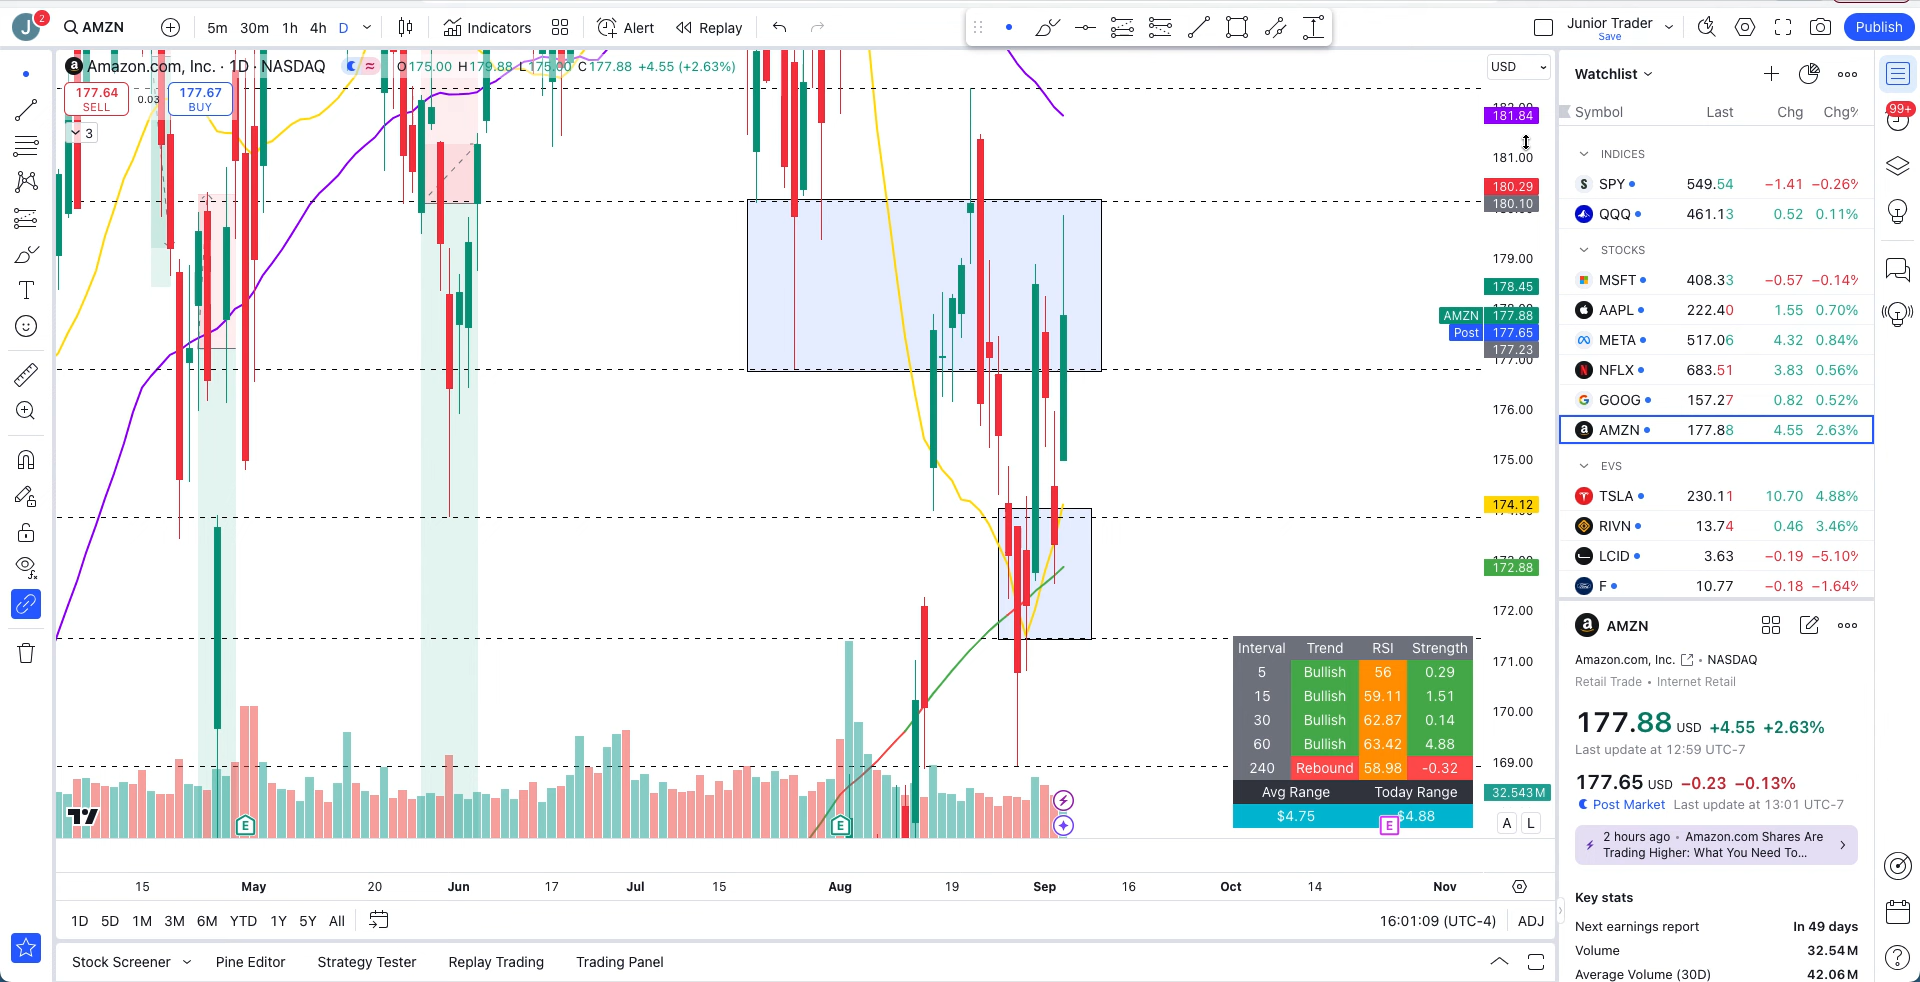 J
2
AMZN
5m 30m 1h 4h D
Indicators
Alert
Replay
Junior Trader
Save
Publish
Amazon.com, Inc. · 1D · NASDAQ
O175.00 H179.88 L175.00 C177.88 +4.55 (+2.63%)
177.64
SELL
0.03
177.67
BUY
3
USD
181.84
181.00
180.29
180.10
179.00
178.45
AMZN 177.88
Post 177.65
177.23
177.00
176.00
175.00
174.12
172.88
172.00
171.00
170.00
169.00
32.543M
A L
Interval Trend RSI Strength
5 Bullish 56 0.29
15 Bullish 59.11 1.51
30 Bullish 62.87 0.14
60 Bullish 63.42 4.88
240 Rebound 58.98 -0.32
Avg Range Today Range
$4.75 $4.88
E
E
E
15 May 20 Jun 17 Jul 15 Aug 19 Sep 16 Oct 14 Nov
1D 5D 1M 3M 6M YTD 1Y 5Y All
16:01:09 (UTC-4) ADJ
Stock Screener Pine Editor Strategy Tester Replay Trading Trading Panel
Watchlist
Symbol Last Chg Chg%
INDICES
SPY 549.54 −1.41 −0.26%
QQQ 461.13 0.52 0.11%
STOCKS
MSFT 408.33 −0.57 −0.14%
AAPL 222.40 1.55 0.70%
META 517.06 4.32 0.84%
NFLX 683.51 3.83 0.56%
GOOG 157.27 0.82 0.52%
AMZN 177.88 4.55 2.63%
EVS
TSLA 230.11 10.70 4.88%
RIVN 13.74 0.46 3.46%
LCID 3.63 −0.19 −5.10%
F 10.77 −0.18 −1.64%
AMZN
Amazon.com, Inc. • NASDAQ
Retail Trade • Internet Retail
177.88 USD +4.55 +2.63%
Last update at 12:59 UTC-7
177.65 USD −0.23 −0.13%
Post Market Last update at 13:01 UTC-7
2 hours ago • Amazon.com Shares Are
Trading Higher: What You Need To...
Key stats
Next earnings report In 49 days
Volume 32.54M
Average Volume (30D) 42.06M
99+